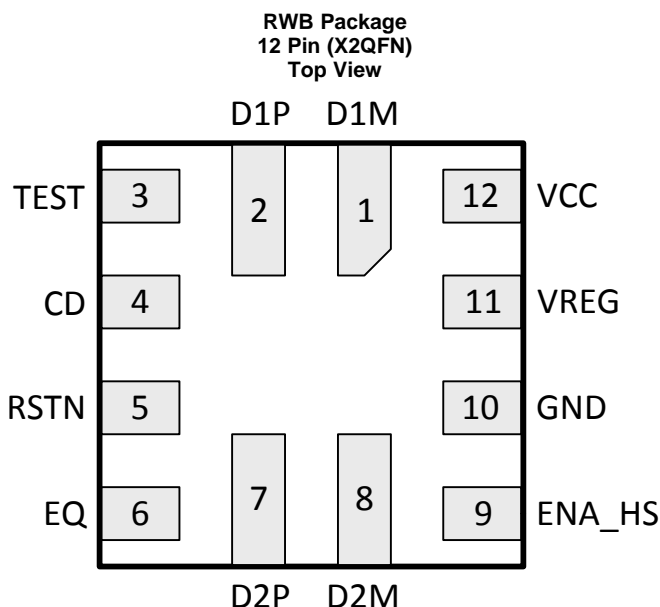 RWB Package
12 Pin (X2QFN)
Top View
D1P D1M
TEST 3 2 1 12 VCC
CD 4 11 VREG
RSTN 5 10 GND
EQ 6 7 8 9 ENA_HS
D2P D2M